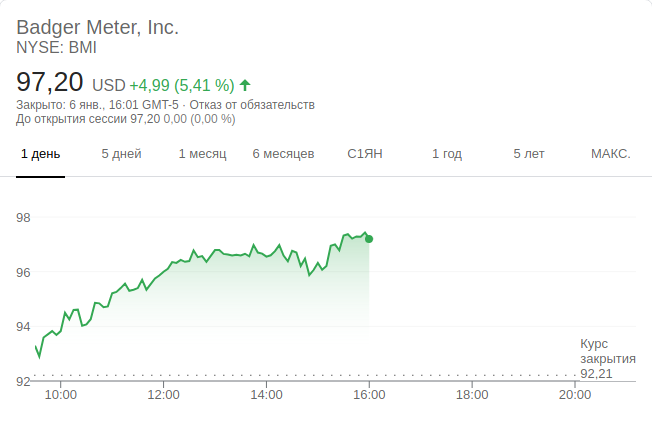 Badger Meter, Inc.
NYSE: BMI
97,20 USD +4,99 (5,41 %) ↑
Закрыто: 6 янв., 16:01 GMT-5 · Отказ от обязательств
До открытия сессии 97,20 0,00 (0,00 %)
1 день 5 дней 1 месяц 6 месяцев С1ЯН 1 год 5 лет МАКС.
98
96
94
Курс
закрытия
92,21
92
10:00 12:00 14:00 16:00 18:00 20:00